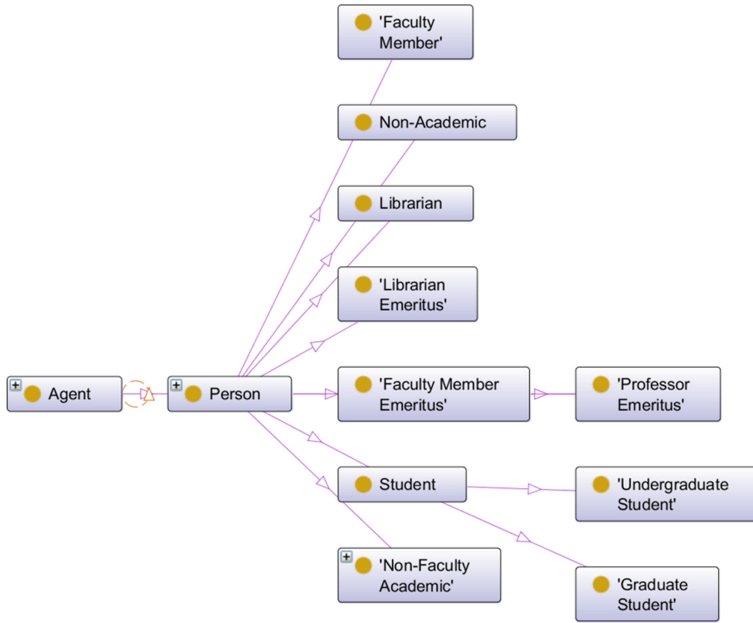 'Faculty
Member'
Non-Academic
Librarian
'Librarian
Emeritus'
Agent
Person
'Faculty Member
Emeritus'
'Professor
Emeritus'
Student
'Undergraduate
Student'
'Non-Faculty
Academic'
'Graduate
Student'